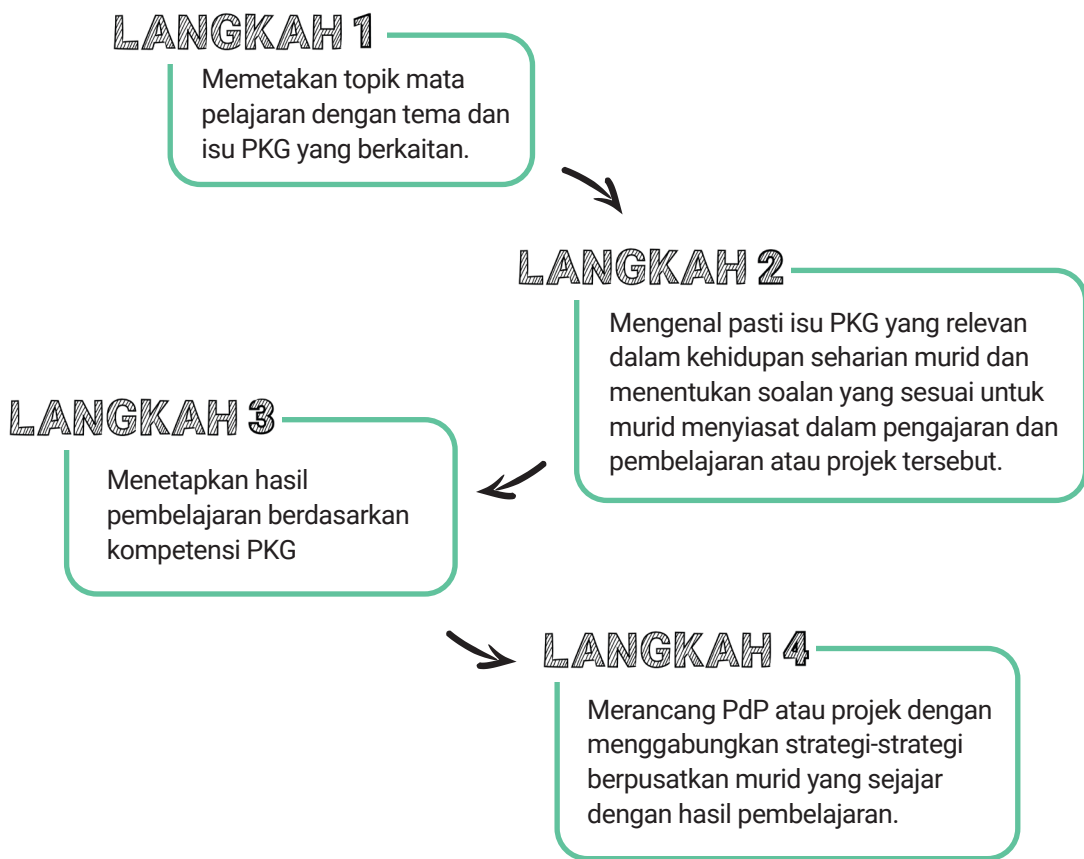 LANGKAH 1
Memetakan topik mata
pelajaran dengan tema dan
isu PKG yang berkaitan.
LANGKAH 2
Mengenal pasti isu PKG yang relevan
dalam kehidupan seharian murid dan
menentukan soalan yang sesuai untuk
murid menyiasat dalam pengajaran dan
pembelajaran atau projek tersebut.
LANGKAH 3
Menetapkan hasil
pembelajaran berdasarkan
kompetensi PKG
LANGKAH 4
Merancang PdP atau projek dengan
menggabungkan strategi-strategi
berpusatkan murid yang sejajar
dengan hasil pembelajaran.